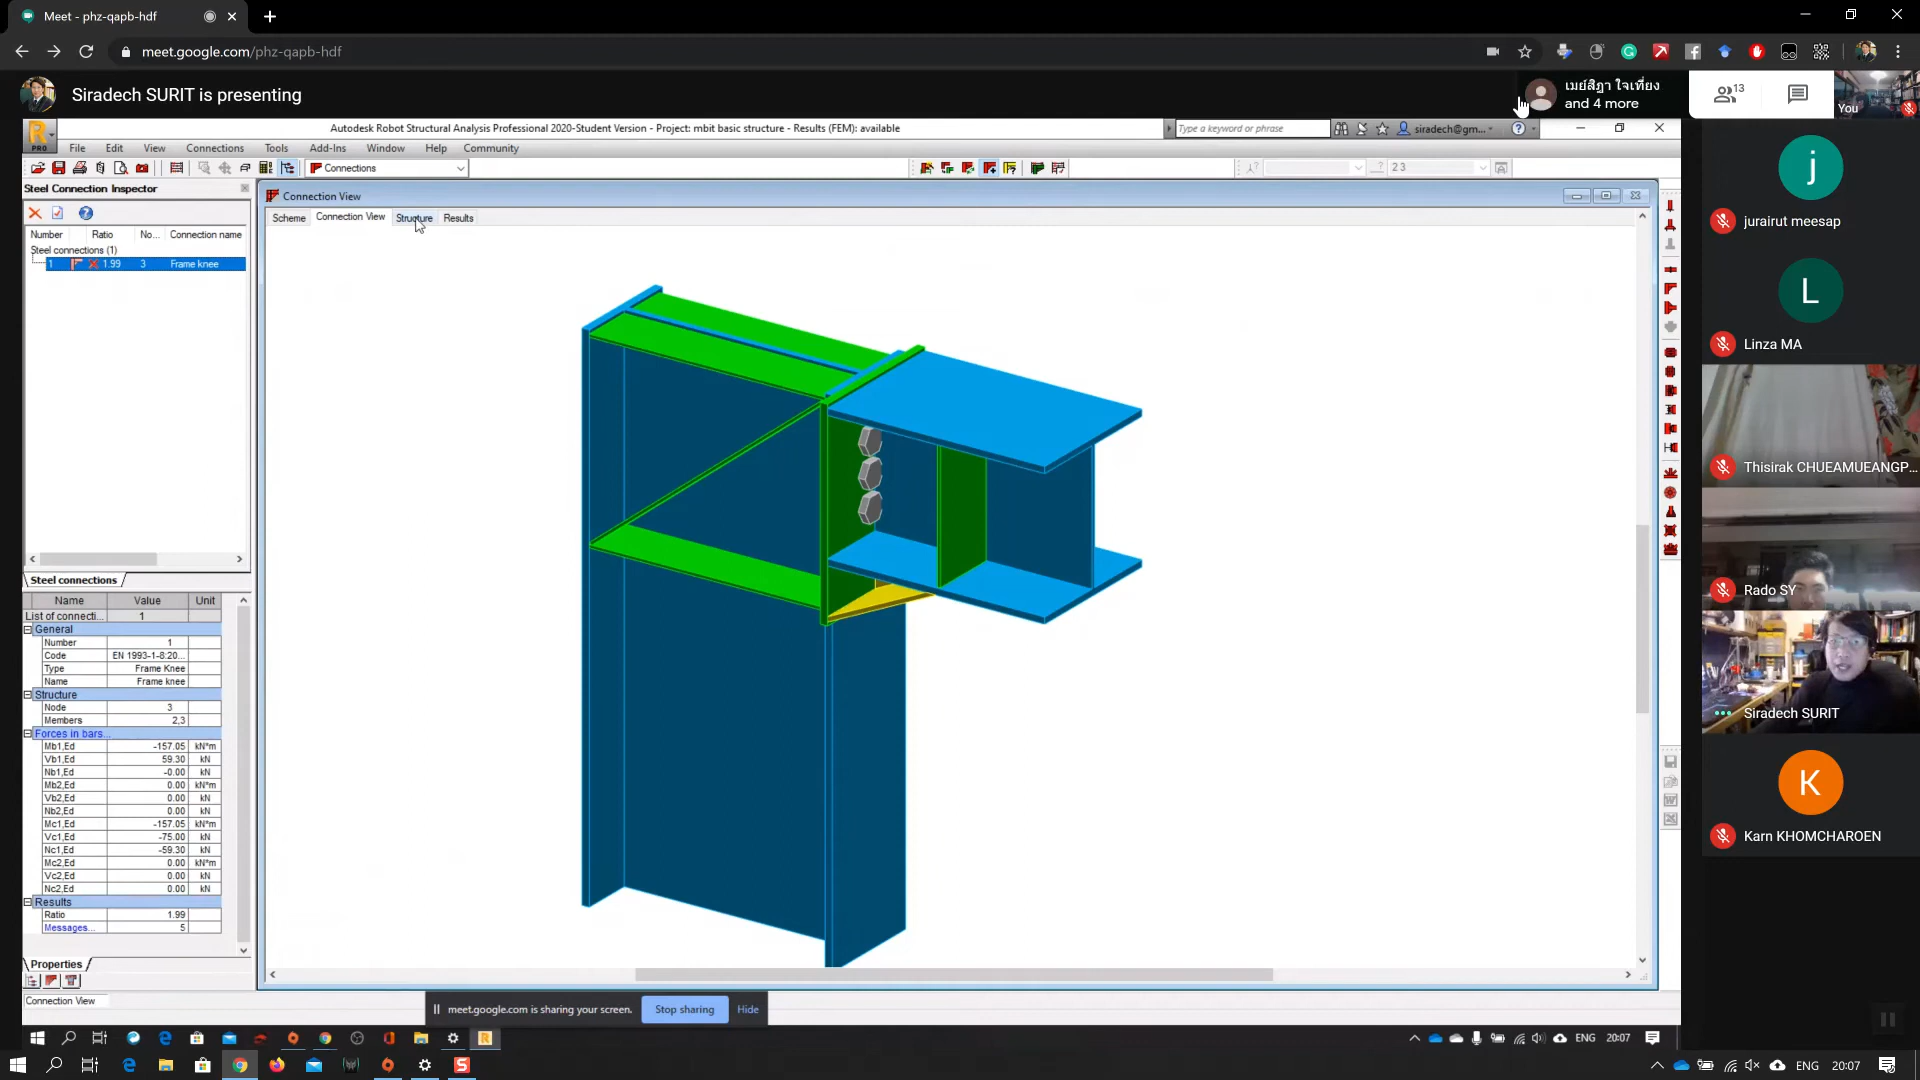 Meet - phz-qapb-hdf
meet.google.com/phz-qapb-hdf
Siradech SURIT is presenting
เมย์สิฎา ใจเที่ยง
and 4 more
13
You
PRO
Autodesk Robot Structural Analysis Professional 2020-Student Version - Project: mbit basic structure - Results (FEM): available
Type a keyword or phrase
siradech@gm...
File Edit View Connections Tools Add-Ins Window Help Community
Connections
2 3
Steel Connection Inspector
Number Ratio No... Connection name
Steel connections (1)
1 1.99 3 Frame knee
Steel connections
Name Value Unit
List of connecti... 1
General
Number 1
Code EN 1993-1-8:20...
Type Frame Knee
Name Frame knee
Structure
Node 3
Members 2,3
Forces in bars...
Mb1,Ed -157.05 kN*m
Vb1,Ed 59.30 kN
Nb1,Ed -0.00 kN
Mb2,Ed 0.00 kN*m
Vb2,Ed 0.00 kN
Nb2,Ed 0.00 kN
Mc1,Ed -157.05 kN*m
Vc1,Ed -75.00 kN
Nc1,Ed -59.30 kN
Mc2,Ed 0.00 kN*m
Vc2,Ed 0.00 kN
Nc2,Ed 0.00 kN
Results
Ratio 1.99
Messages... 5
Properties
Connection View
Connection View
Scheme Connection View Structure Results
j
jurairut meesap
L
Linza MA
Thisirak CHUEAMUEANGP...
Rado SY
Siradech SURIT
K
Karn KHOMCHAROEN
meet.google.com is sharing your screen. Stop sharing Hide
ENG 20:07
ENG 20:07